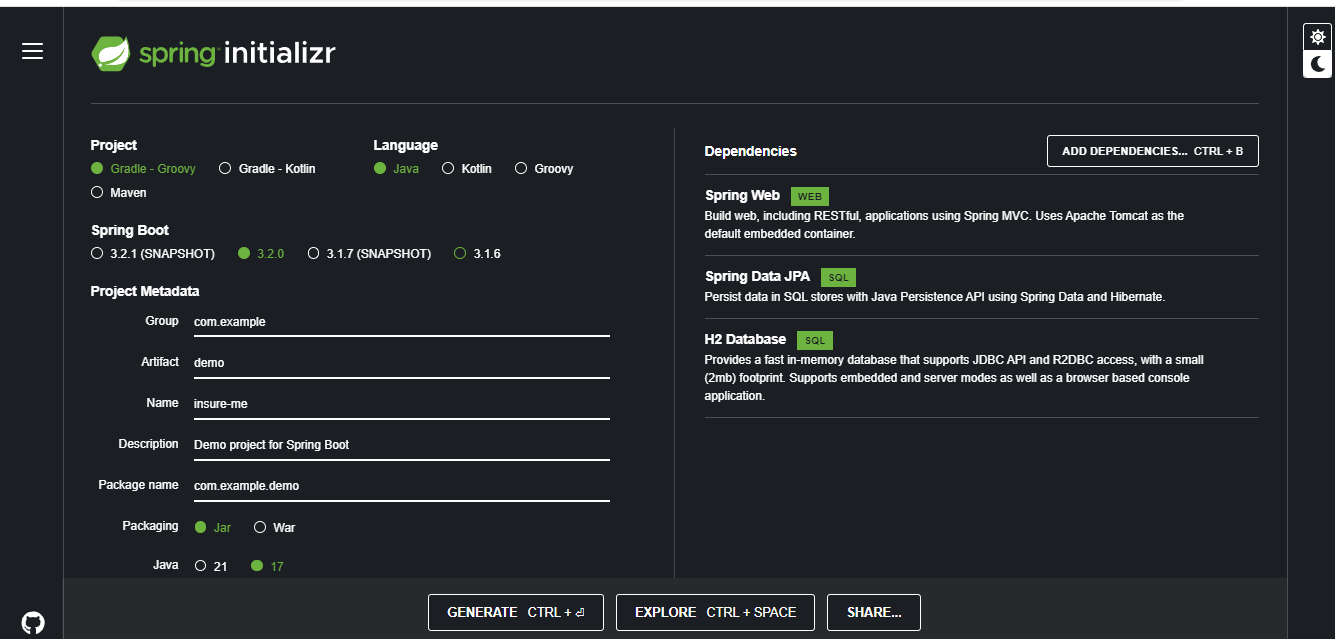 spring initializr
Project
Gradle - Groovy Gradle - Kotlin
Maven
Language
Java Kotlin Groovy
Spring Boot
3.2.1 (SNAPSHOT) 3.2.0 3.1.7 (SNAPSHOT) 3.1.6
Project Metadata
Group com.example
Artifact demo
Name insure-me
Description Demo project for Spring Boot
Package name com.example.demo
Packaging Jar War
Java 21 17
Dependencies ADD DEPENDENCIES... CTRL + B
Spring Web WEB
Build web, including RESTful, applications using Spring MVC. Uses Apache Tomcat as the
default embedded container.
Spring Data JPA SQL
Persist data in SQL stores with Java Persistence API using Spring Data and Hibernate.
H2 Database SQL
Provides a fast in-memory database that supports JDBC API and R2DBC access, with a small
(2mb) footprint. Supports embedded and server modes as well as a browser based console
application.
GENERATE CTRL + ⏎ EXPLORE CTRL + SPACE SHARE...